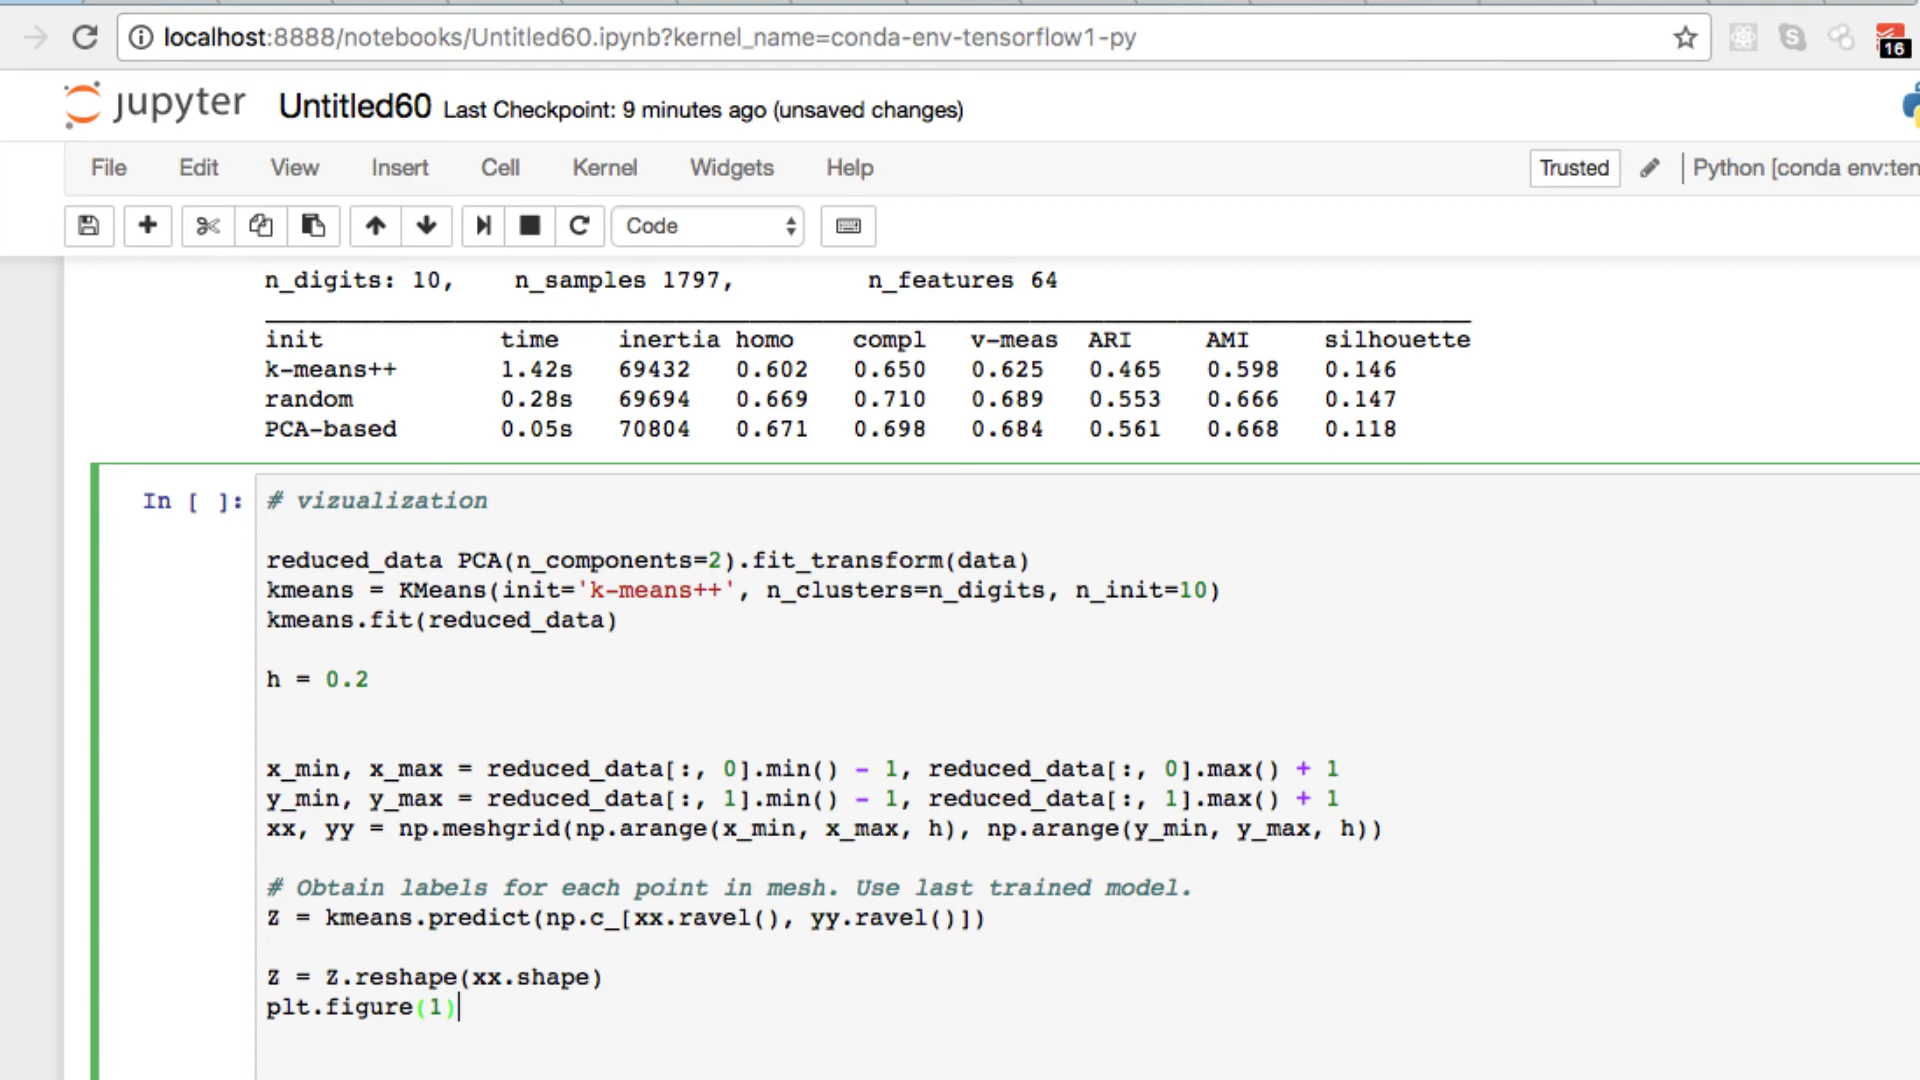 localhost:8888/notebooks/Untitled60.ipynb?kernel_name=conda-env-tensorflow1-py
16
jupyter Untitled60 Last Checkpoint: 9 minutes ago (unsaved changes)
File Edit View Insert Cell Kernel Widgets Help Trusted Python [conda env:ten
Code
n_digits: 10, n_samples 1797, n_features 64
init time inertia homo compl v-meas ARI AMI silhouette
k-means++ 1.42s 69432 0.602 0.650 0.625 0.465 0.598 0.146
random 0.28s 69694 0.669 0.710 0.689 0.553 0.666 0.147
PCA-based 0.05s 70804 0.671 0.698 0.684 0.561 0.668 0.118
In [ ]: # vizualization
reduced_data PCA(n_components=2).fit_transform(data)
kmeans = KMeans(init='k-means++', n_clusters=n_digits, n_init=10)
kmeans.fit(reduced_data)
h = 0.2
x_min, x_max = reduced_data[:, 0].min() - 1, reduced_data[:, 0].max() + 1
y_min, y_max = reduced_data[:, 1].min() - 1, reduced_data[:, 1].max() + 1
xx, yy = np.meshgrid(np.arange(x_min, x_max, h), np.arange(y_min, y_max, h))
# Obtain labels for each point in mesh. Use last trained model.
Z = kmeans.predict(np.c_[xx.ravel(), yy.ravel()])
Z = Z.reshape(xx.shape)
plt.figure(1)